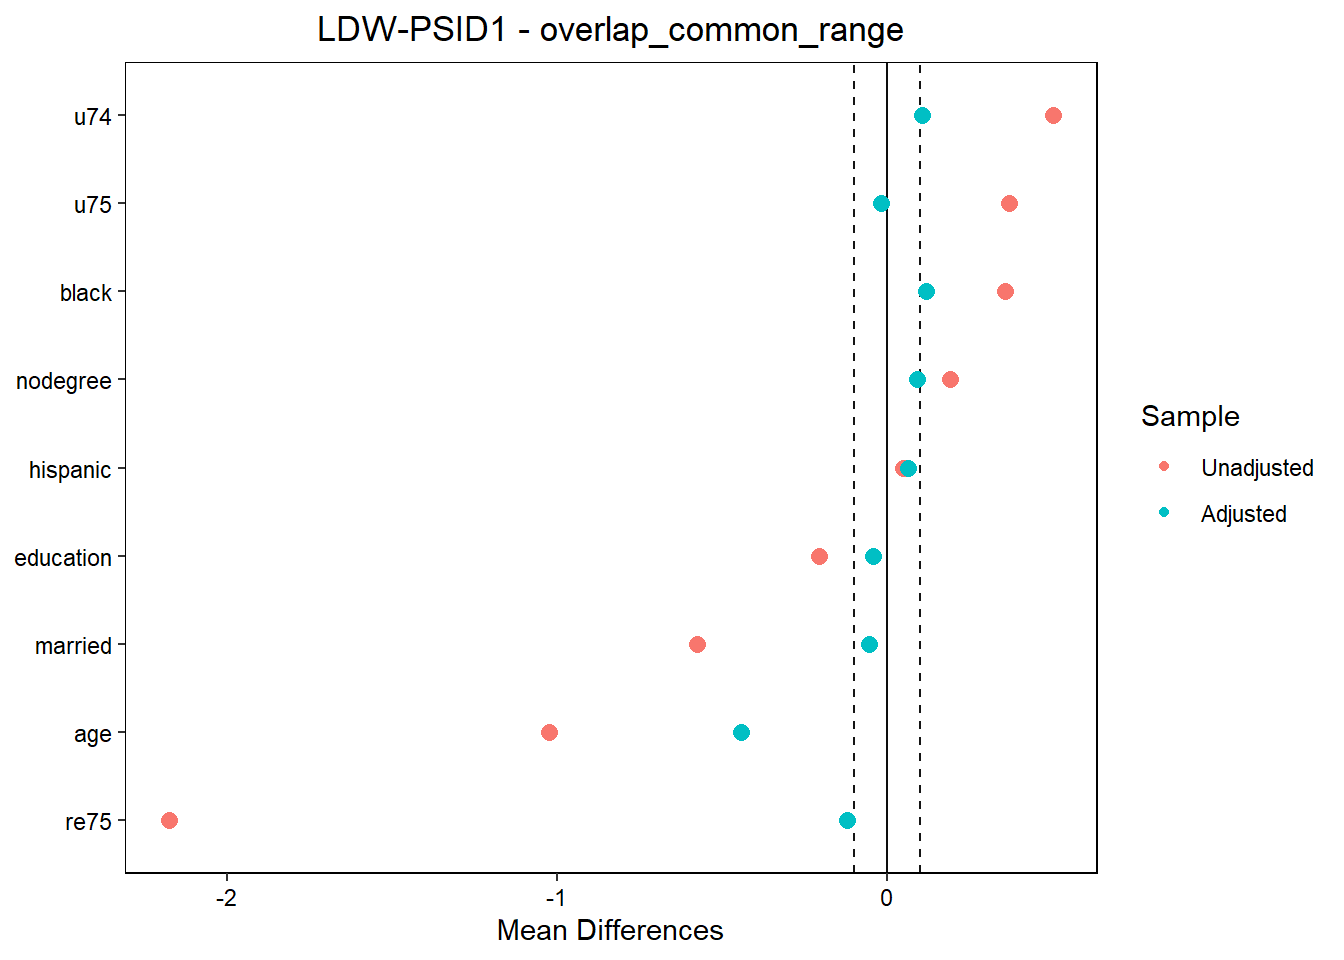 LDW-PSID1 - overlap_common_range
u74
u75
black
nodegree
hispanic
education
married
age
re75
-2
-1
0
Mean Differences
Sample
Unadjusted
Adjusted